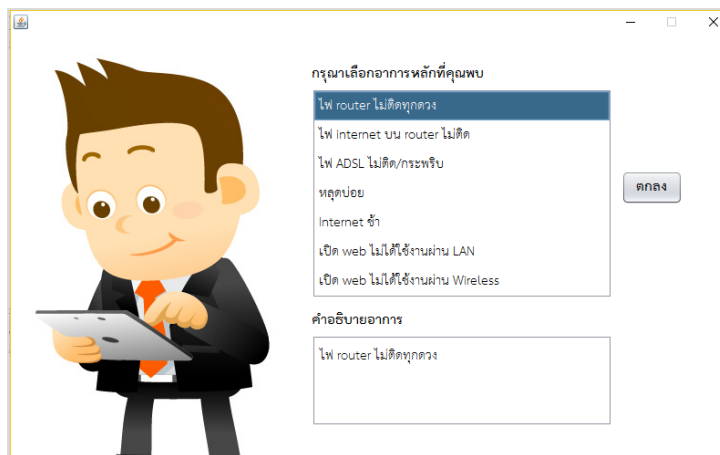 กรุณาเลือกอาการหลักที่คุณพบ
ไฟ router ไม่ติดทุกดวง
ไฟ internet บน router ไม่ติด
ไฟ ADSL ไม่ติด/กระพริบ
หลุดบ่อย
Internet ช้า
เปิด web ไม่ได้ใช้งานผ่าน LAN
เปิด web ไม่ได้ใช้งานผ่าน Wireless
ตกลง
คำอธิบายอาการ
ไฟ router ไม่ติดทุกดวง